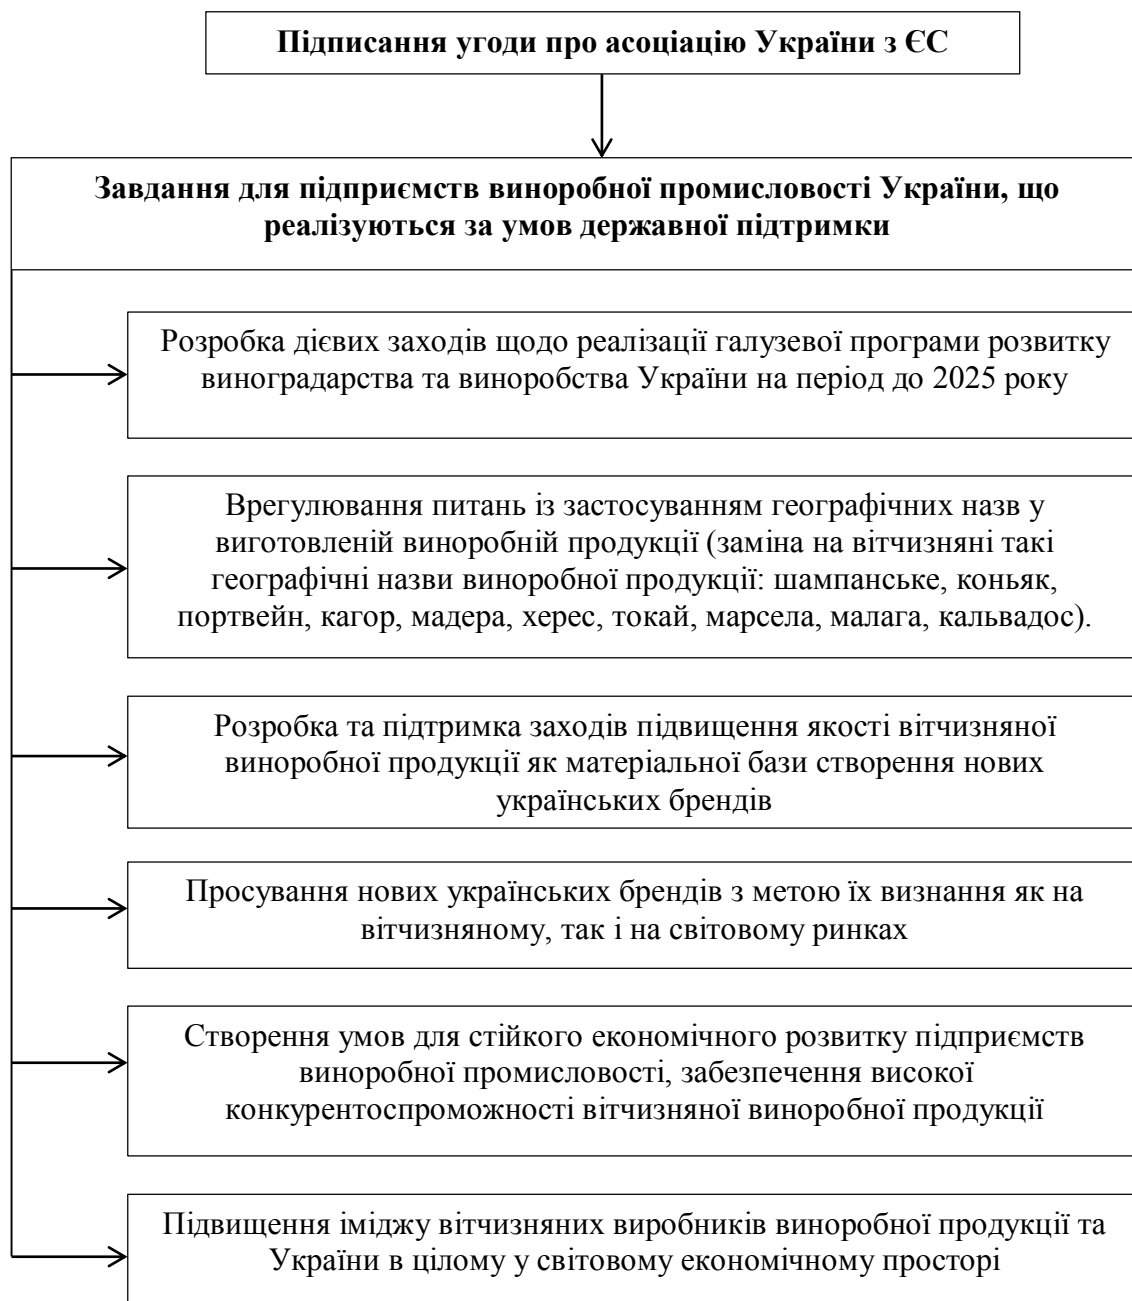 Підписання угоди про асоціацію України з ЄС
Завдання для підприємств виноробної промисловості України, що
реалізуються за умов державної підтримки
Розробка дієвих заходів щодо реалізації галузевої програми розвитку
виноградарства та виноробства України на період до 2025 року
Врегулювання питань із застосуванням географічних назв у
виготовленій виноробній продукції (заміна на вітчизняні такі
географічні назви виноробної продукції: шампанське, коньяк,
портвейн, кагор, мадера, херес, токай, марсела, малага, кальвадос).
Розробка та підтримка заходів підвищення якості вітчизняної
виноробної продукції як матеріальної бази створення нових
українських брендів
Просування нових українських брендів з метою їх визнання як на
вітчизняному, так і на світовому ринках
Створення умов для стійкого економічного розвитку підприємств
виноробної промисловості, забезпечення високої
конкурентоспроможності вітчизняної виноробної продукції
Підвищення іміджу вітчизняних виробників виноробної продукції та
України в цілому у світовому економічному просторі